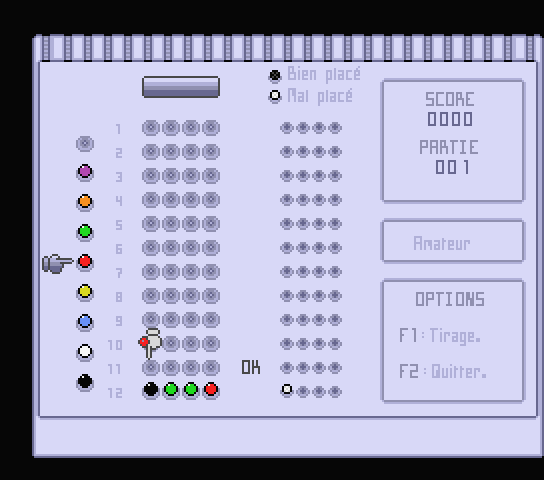 Bien placé
Mal placé
SCORE
0000
PARTIE
001
1
2
3
4
5
6
7
8
9
10
11
12
OK
Amateur
OPTIONS
F1: Tirage.
F2: Quitter.